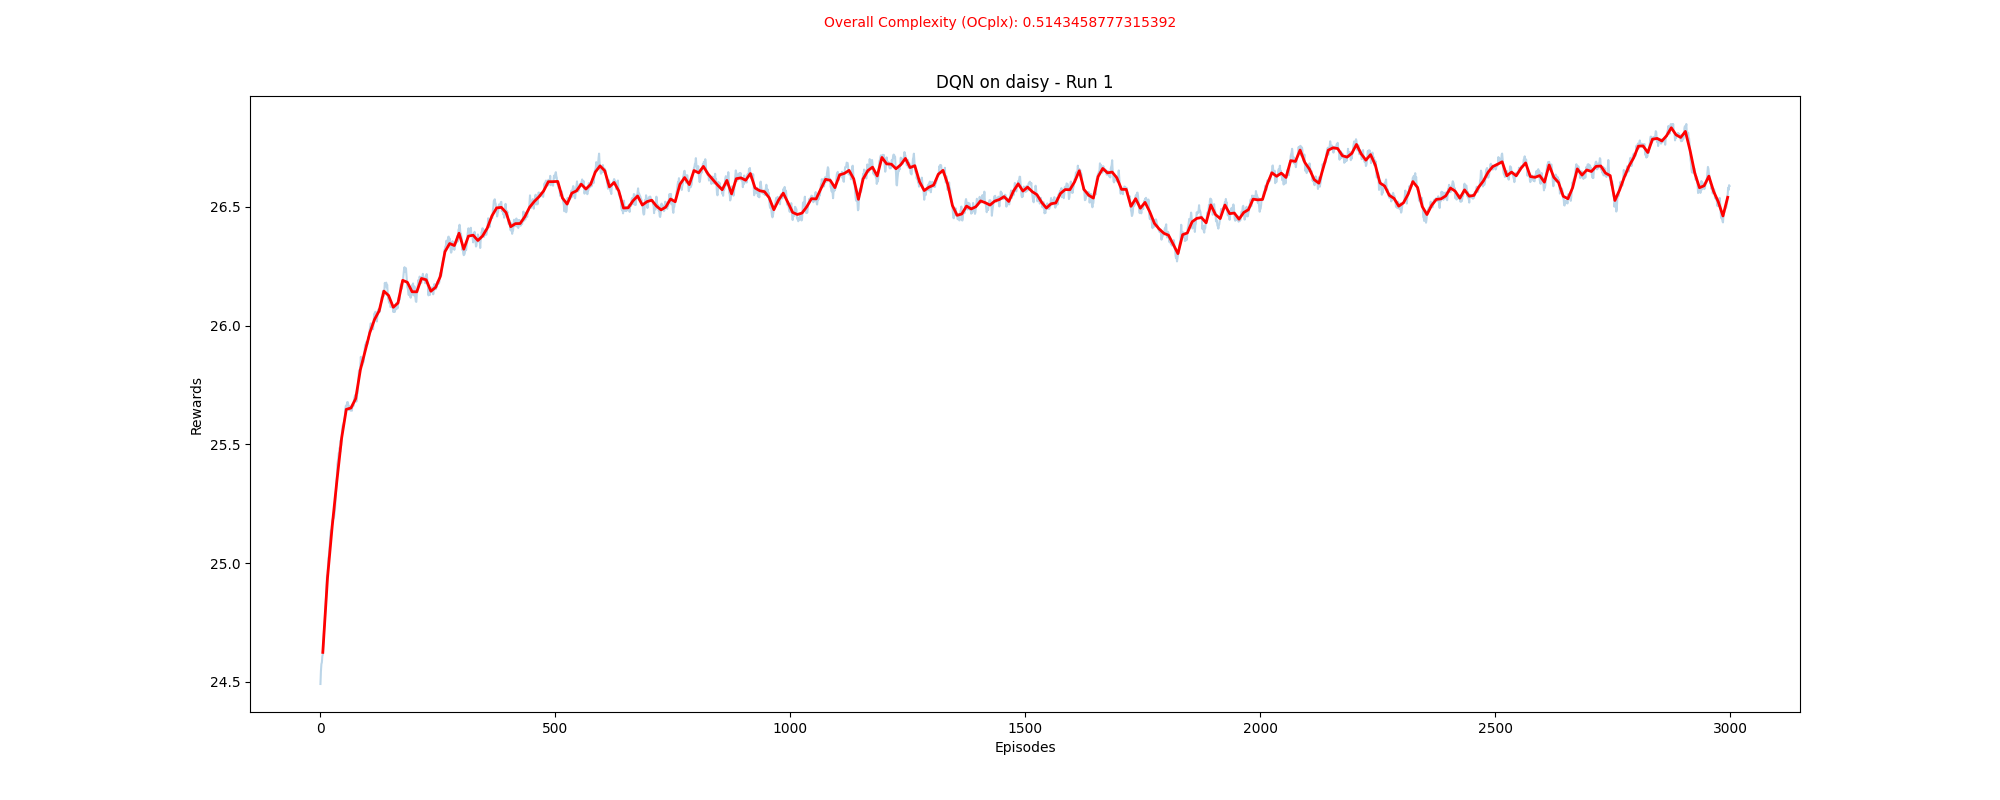 Overall Complexity (OCplx): 0.5143458777315392
DQN on daisy - Run 1
Rewards
26.5
26.0
25.5
25.0
24.5
0 500 1000 1500 2000 2500 3000
Episodes